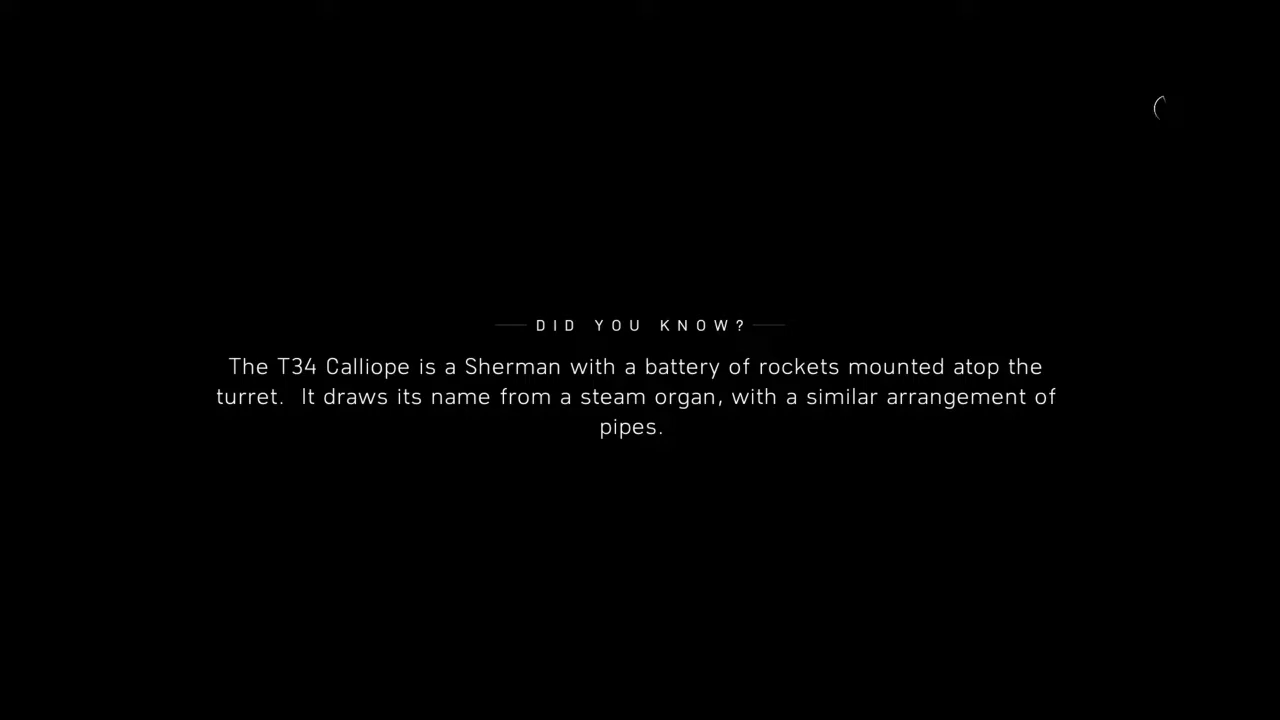 DID YOU KNOW?
The T34 Calliope is a Sherman with a battery of rockets mounted atop the
turret.  It draws its name from a steam organ, with a similar arrangement of
pipes.